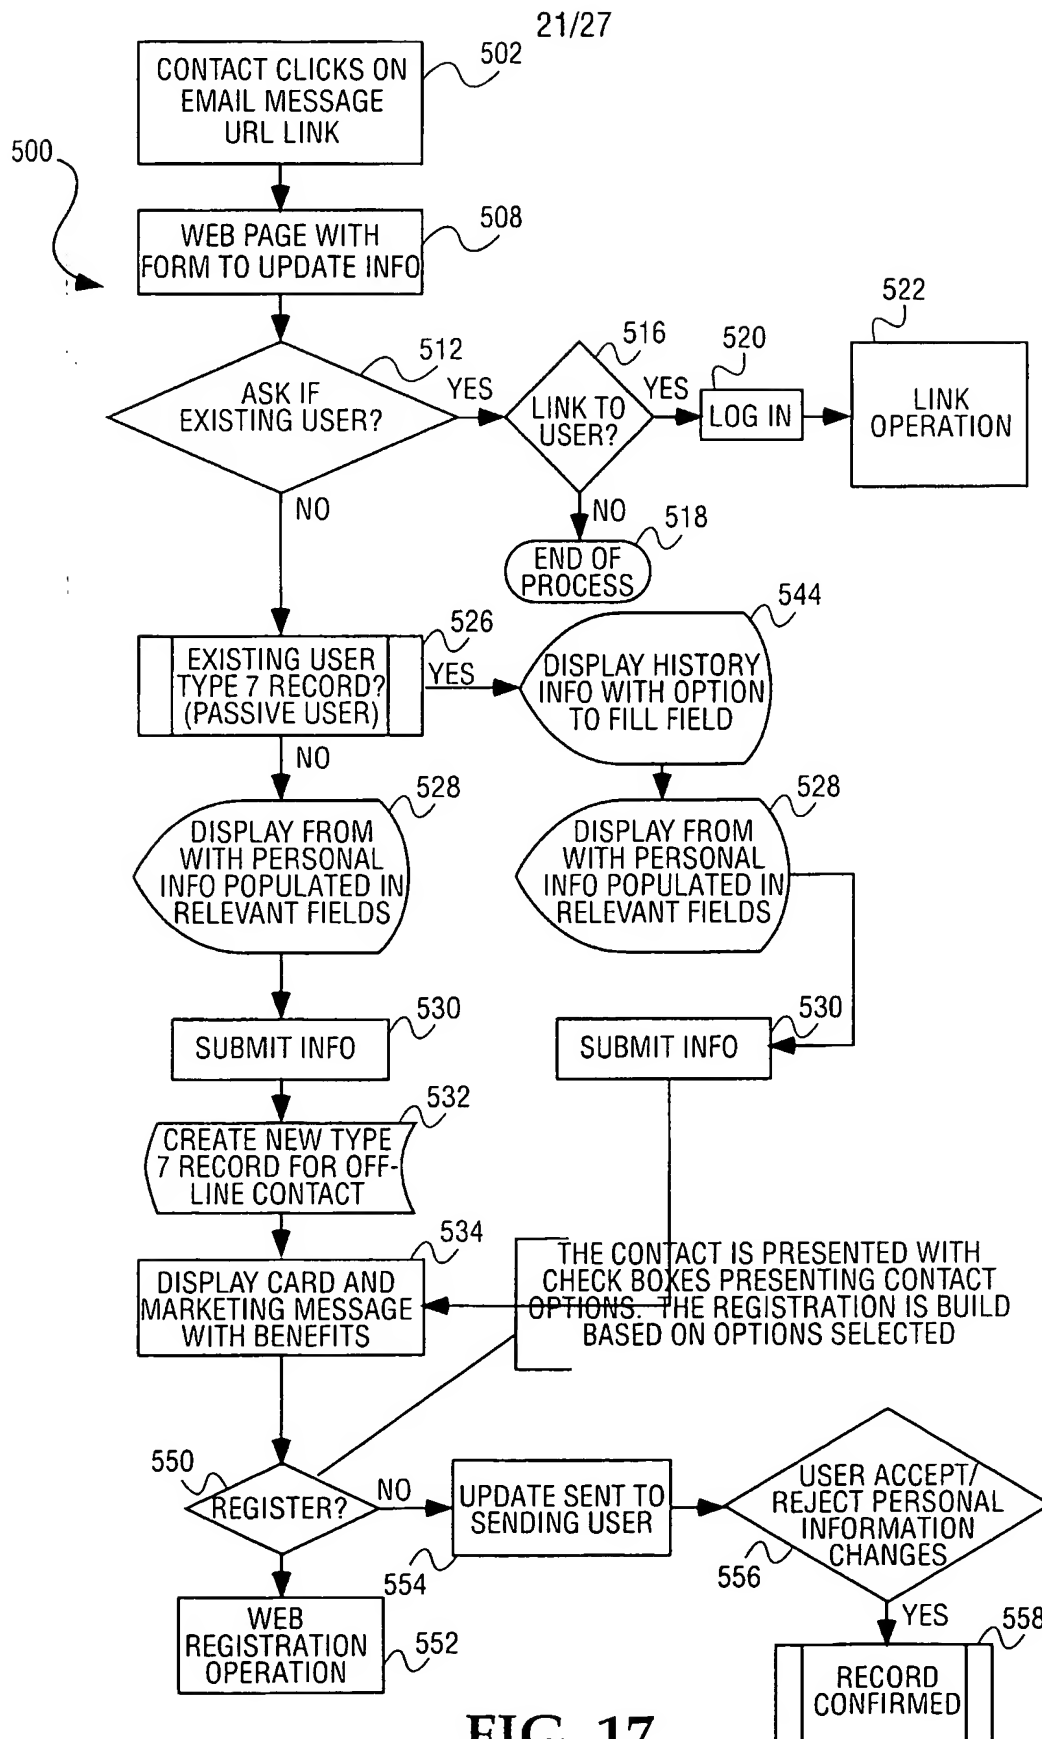 21/27
CONTACT CLICKS ON
EMAIL MESSAGE
URL LINK
502
500
WEB PAGE WITH
FORM TO UPDATE INFO
508
ASK IF
EXISTING USER?
512
YES
LINK TO
USER?
516
YES
LOG IN
520
LINK
OPERATION
522
NO
NO
END OF
PROCESS
518
EXISTING USER
TYPE 7 RECORD?
(PASSIVE USER)
526
YES
DISPLAY HISTORY
INFO WITH OPTION
TO FILL FIELD
544
NO
DISPLAY FROM
WITH PERSONAL
INFO POPULATED IN
RELEVANT FIELDS
528
DISPLAY FROM
WITH PERSONAL
INFO POPULATED IN
RELEVANT FIELDS
528
SUBMIT INFO
530
SUBMIT INFO
530
CREATE NEW TYPE
7 RECORD FOR OFF-
LINE CONTACT
532
DISPLAY CARD AND
MARKETING MESSAGE
WITH BENEFITS
534
THE CONTACT IS PRESENTED WITH
CHECK BOXES PRESENTING CONTACT
OPTIONS. THE REGISTRATION IS BUILD
BASED ON OPTIONS SELECTED
550
REGISTER?
NO
UPDATE SENT TO
SENDING USER
554
USER ACCEPT/
REJECT PERSONAL
INFORMATION
CHANGES
556
YES
WEB
REGISTRATION
OPERATION
552
RECORD
CONFIRMED
558
FIG. 17